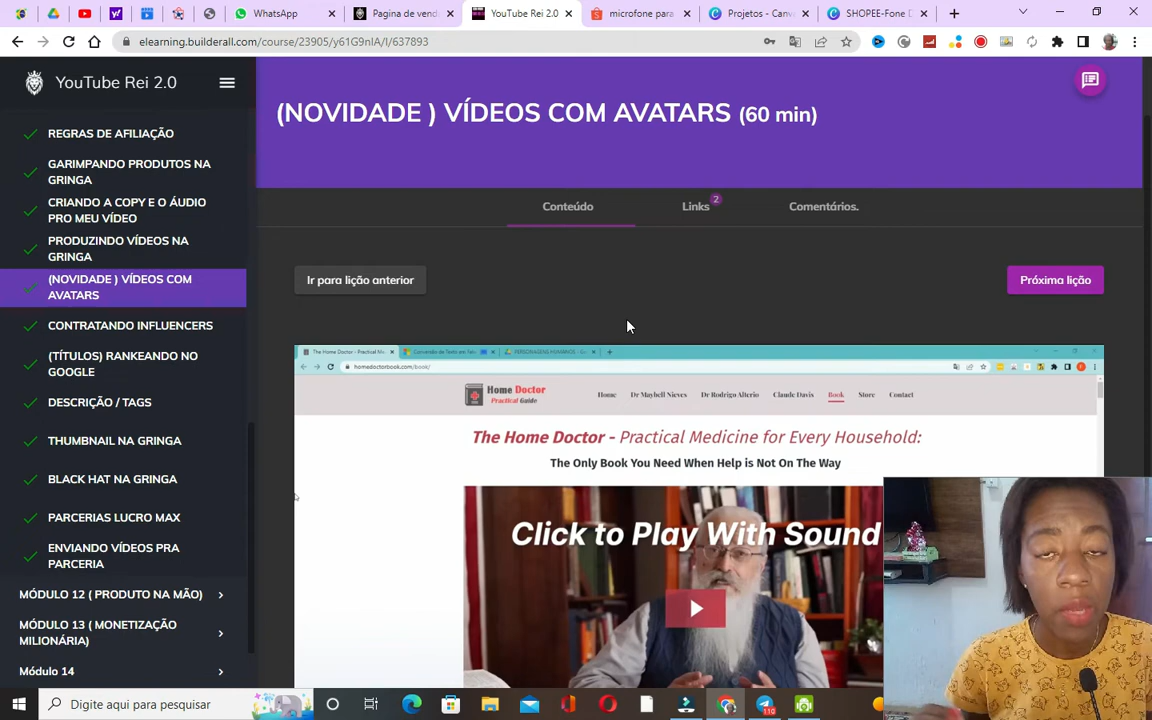 WhatsApp
Pagina de vend
YouTube Rei 2.0
microfone para
Projetos - Canv
SHOPEE-Fone D
elearning.builderall.com/course/23905/y61G9nIA/I/637893
YouTube Rei 2.0
REGRAS DE AFILIAÇÃO
GARIMPANDO PRODUTOS NA
GRINGA
CRIANDO A COPY E O ÁUDIO
PRO MEU VÍDEO
PRODUZINDO VÍDEOS NA
GRINGA
(NOVIDADE ) VÍDEOS COM
AVATARS
CONTRATANDO INFLUENCERS
(TÍTULOS) RANKEANDO NO
GOOGLE
DESCRIÇÃO / TAGS
THUMBNAIL NA GRINGA
BLACK HAT NA GRINGA
PARCERIAS LUCRO MAX
ENVIANDO VÍDEOS PRA
PARCERIA
MÓDULO 12 ( PRODUTO NA MÃO)
MÓDULO 13 ( MONETIZAÇÃO
MILIONÁRIA)
Módulo 14
(NOVIDADE ) VÍDEOS COM AVATARS (60 min)
Conteúdo
Links
2
Comentários.
Ir para lição anterior
Próxima lição
The Home Doctor - Practical M
PERSONAGENS HUMANOS
homedoctorbook.com/book/
Home Doctor
Practical Guide
Home
Dr Maybell Nieves
Dr Rodrigo Alterio
Claude Davis
Book
Store
Contact
The Home Doctor - Practical Medicine for Every Household:
The Only Book You Need When Help is Not On The Way
Click to Play With Sound
Digite aqui para pesquisar
110